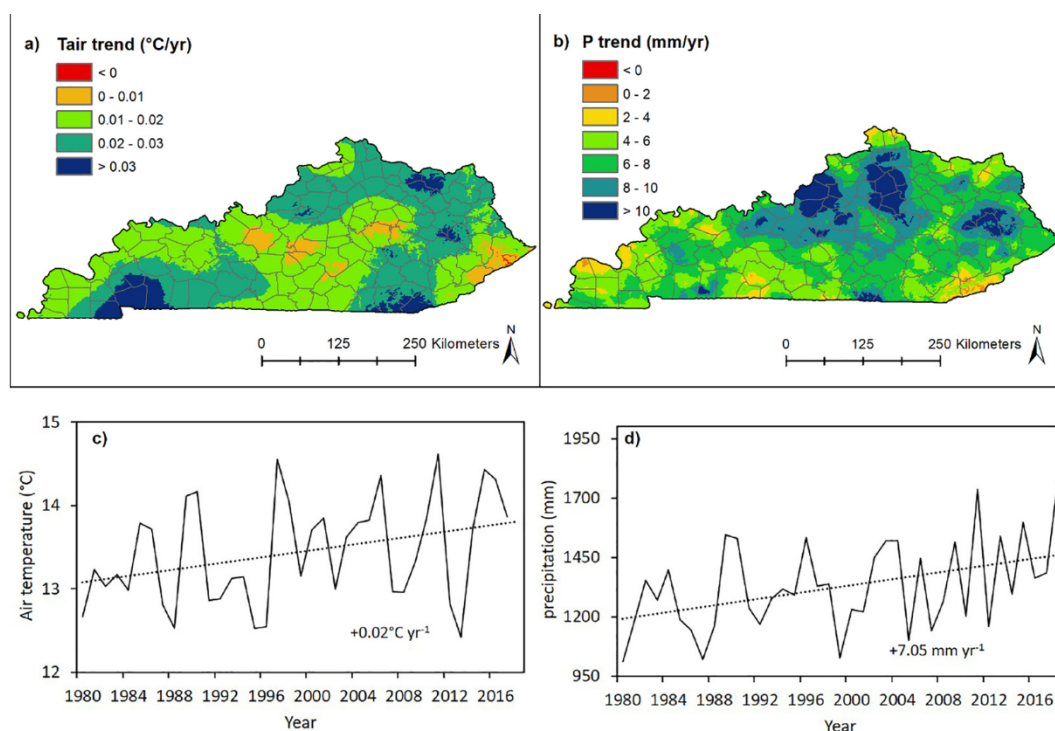 a) Tair trend (°C/yr)
< 0
0 - 0.01
0.01 - 0.02
0.02 - 0.03
> 0.03
N
0 125 250 Kilometers
b) P trend (mm/yr)
< 0
0 - 2
2 - 4
4 - 6
6 - 8
8 - 10
> 10
N
0 125 250 Kilometers
c)
Air temperature (°C)
15
14
13
12
+0.02°C yr⁻¹
1980 1984 1988 1992 1996 2000 2004 2008 2012 2016
Year
d)
precipitation (mm)
1950
1700
1450
1200
950
+7.05 mm yr⁻¹
1980 1984 1988 1992 1996 2000 2004 2008 2012 2016
Year